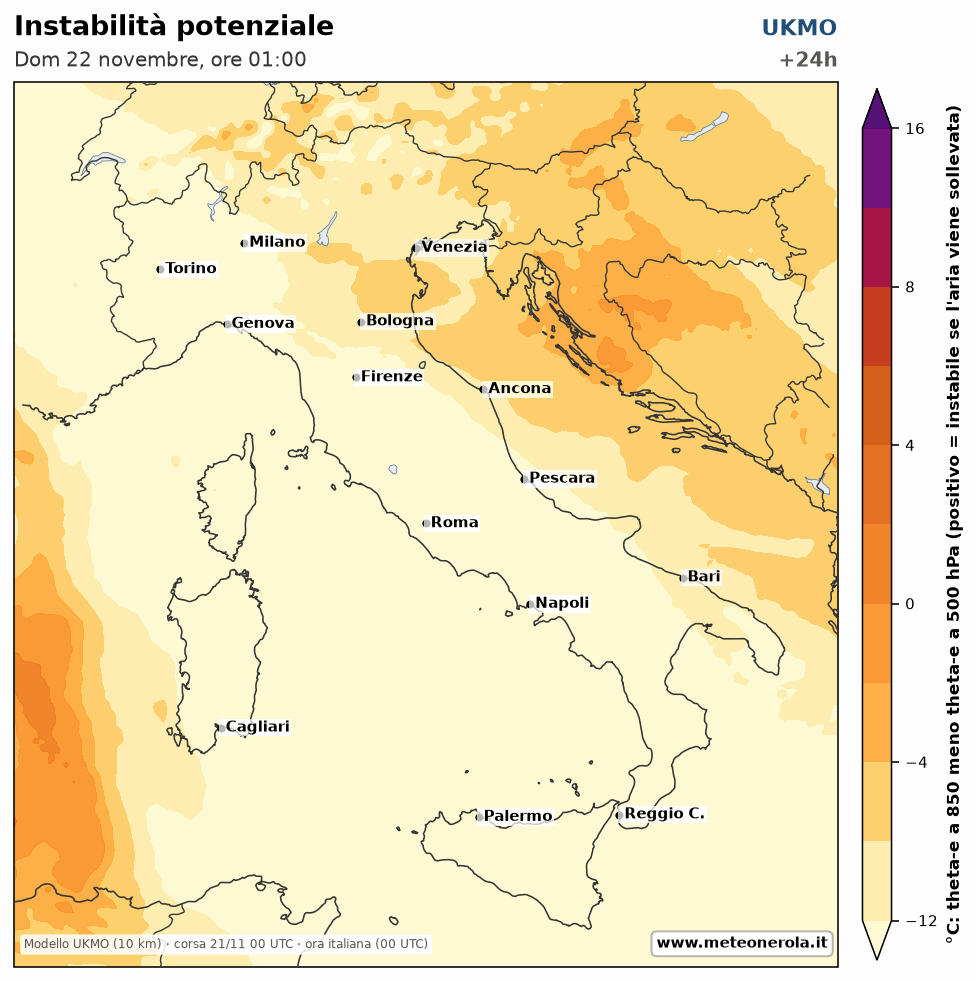 Instabilità potenziale
UKMO
Dom 22 novembre, ore 01:00
+24h
Milano
Venezia
Torino
Genova
Bologna
Firenze
Ancona
Pescara
Roma
Bari
Napoli
Cagliari
Palermo
Reggio C.
Modello UKMO (10 km) · corsa 21/11 00 UTC · ora italiana (00 UTC)
www.meteonerola.it
16
8
4
0
−4
−12
°C: theta-e a 850 meno theta-e a 500 hPa (positivo = instabile se l'aria viene sollevata)